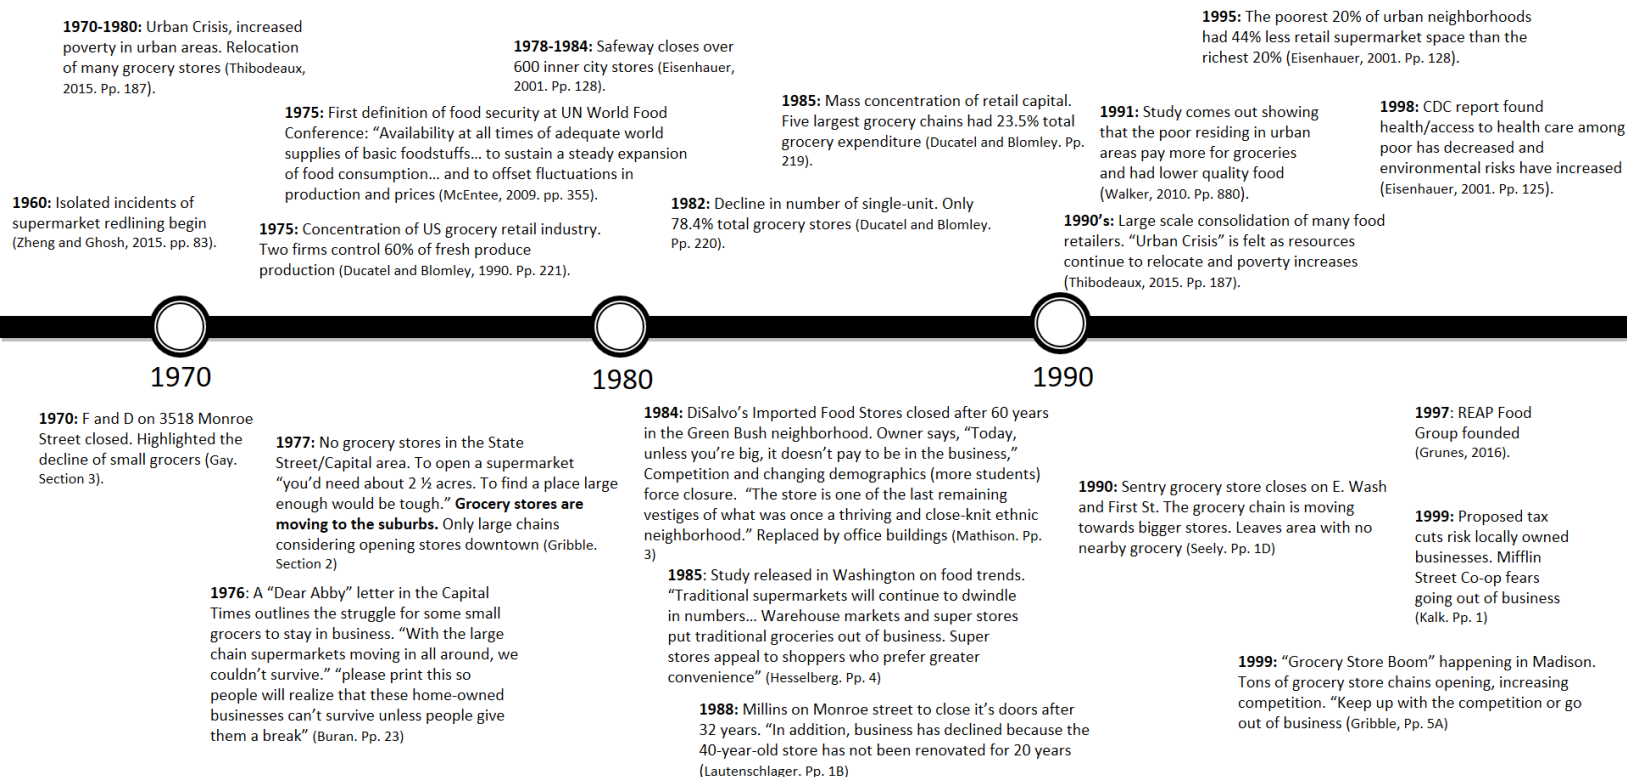 1970-1980: Urban Crisis, increased
poverty in urban areas. Relocation
of many grocery stores (Thibodeaux,
2015. Pp. 187).
1978-1984: Safeway closes over
600 inner city stores (Eisenhauer,
2001. Pp. 128).
1995: The poorest 20% of urban neighborhoods
had 44% less retail supermarket space than the
richest 20% (Eisenhauer, 2001. Pp. 128).
1975: First definition of food security at UN World Food
Conference: “Availability at all times of adequate world
supplies of basic foodstuffs… to sustain a steady expansion
of food consumption… and to offset fluctuations in
production and prices (McEntee, 2009. pp. 355).
1985: Mass concentration of retail capital.
Five largest grocery chains had 23.5% total
grocery expenditure (Ducatel and Blomley. Pp.
219).
1991: Study comes out showing
that the poor residing in urban
areas pay more for groceries
and had lower quality food
(Walker, 2010. Pp. 880).
1998: CDC report found
health/access to health care among
poor has decreased and
environmental risks have increased
(Eisenhauer, 2001. Pp. 125).
1960: Isolated incidents of
supermarket redlining begin
(Zheng and Ghosh, 2015. pp. 83).
1975: Concentration of US grocery retail industry.
Two firms control 60% of fresh produce
production (Ducatel and Blomley, 1990. Pp. 221).
1982: Decline in number of single-unit. Only
78.4% total grocery stores (Ducatel and Blomley.
Pp. 220).
1990’s: Large scale consolidation of many food
retailers. “Urban Crisis” is felt as resources
continue to relocate and poverty increases
(Thibodeaux, 2015. Pp. 187).
1970
1980
1990
1970: F and D on 3518 Monroe
Street closed. Highlighted the
decline of small grocers (Gay.
Section 3).
1977: No grocery stores in the State
Street/Capital area. To open a supermarket
“you’d need about 2 ½ acres. To find a place large
enough would be tough.” Grocery stores are
moving to the suburbs. Only large chains
considering opening stores downtown (Gribble.
Section 2)
1976: A “Dear Abby” letter in the Capital
Times outlines the struggle for some small
grocers to stay in business. “With the large
chain supermarkets moving in all around, we
couldn’t survive.” “please print this so
people will realize that these home-owned
businesses can’t survive unless people give
them a break” (Buran. Pp. 23)
1984: DiSalvo’s Imported Food Stores closed after 60 years
in the Green Bush neighborhood. Owner says, “Today,
unless you’re big, it doesn’t pay to be in the business,”
Competition and changing demographics (more students)
force closure. “The store is one of the last remaining
vestiges of what was once a thriving and close-knit ethnic
neighborhood.” Replaced by office buildings (Mathison. Pp.
3)
1985: Study released in Washington on food trends.
“Traditional supermarkets will continue to dwindle
in numbers… Warehouse markets and super stores
put traditional groceries out of business. Super
stores appeal to shoppers who prefer greater
convenience” (Hesselberg. Pp. 4)
1988: Millins on Monroe street to close it’s doors after
32 years. “In addition, business has declined because the
40-year-old store has not been renovated for 20 years
(Lautenschlager. Pp. 1B)
1990: Sentry grocery store closes on E. Wash
and First St. The grocery chain is moving
towards bigger stores. Leaves area with no
nearby grocery (Seely. Pp. 1D)
1997: REAP Food
Group founded
(Grunes, 2016).
1999: Proposed tax
cuts risk locally owned
businesses. Mifflin
Street Co-op fears
going out of business
(Kalk. Pp. 1)
1999: “Grocery Store Boom” happening in Madison.
Tons of grocery store chains opening, increasing
competition. “Keep up with the competition or go
out of business (Gribble, Pp. 5A)